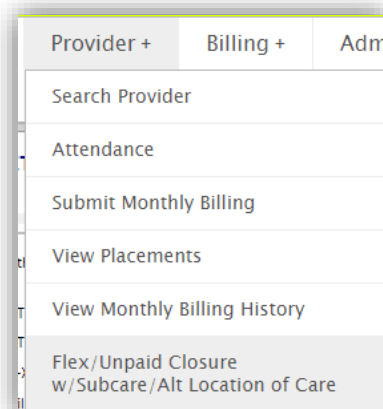 Provider + Billing + Adm
Search Provider
Attendance
Submit Monthly Billing
View Placements
View Monthly Billing History
Flex/Unpaid Closure
w/Subcare/Alt Location of Care